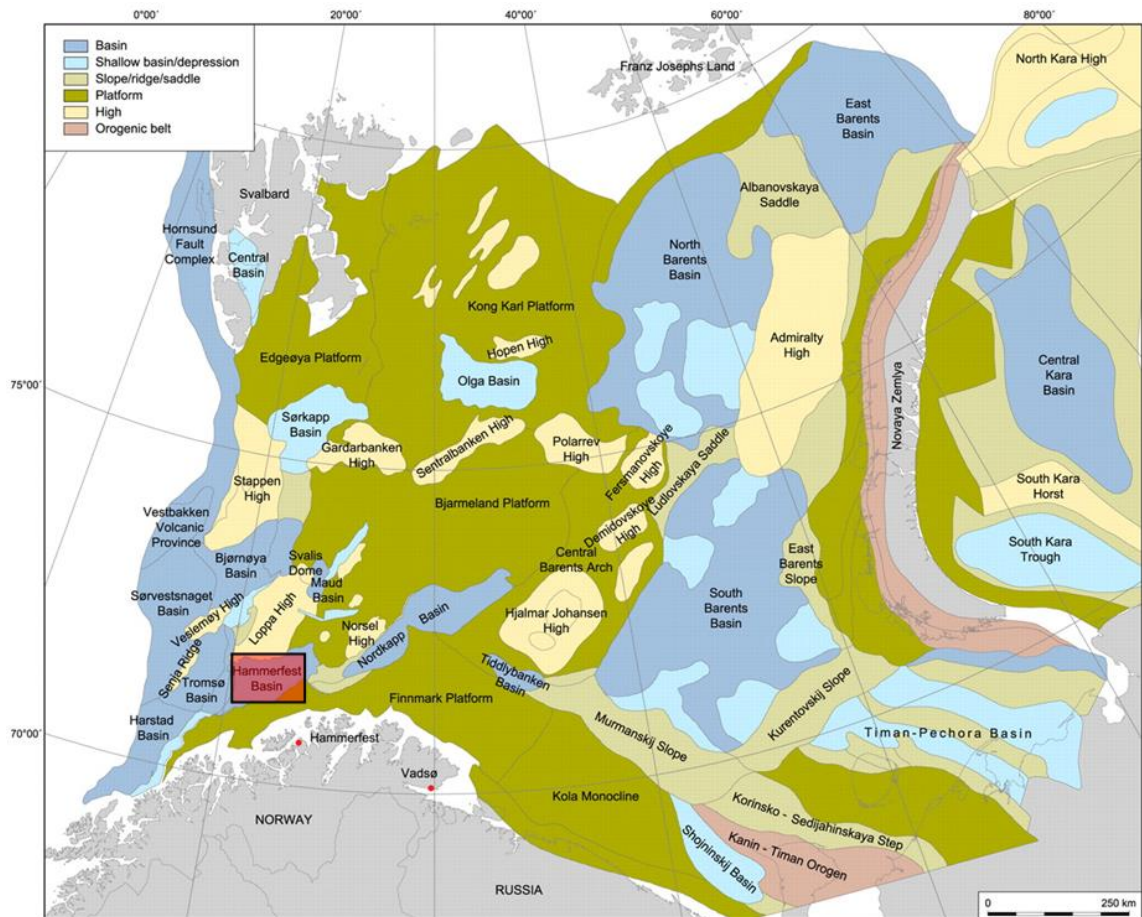 0°00'
20°00'
40°00'
60°00'
80°00'
Basin
Shallow basin/depression
Slope/ridge/saddle
Platform
High
Orogenic belt
Franz Josephs Land
North Kara High
East
Barents
Basin
Svalbard
Albanovskaya
Saddle
Hornsund
Fault
Complex
Central
Basin
North
Barents
Basin
Kong Karl Platform
Admiralty
High
Hopen High
Edgeøya Platform
75°00'
Olga Basin
Central
Kara
Basin
Novaya Zemlya
Sørkapp
Basin
Gardarbanken
High
Sentralbanken High
Polarrev
High
Fersmanovskoye
High
Ludlovskaya Saddle
Stappen
High
South Kara
Horst
Bjarmeland Platform
Vestbakken
Volcanic
Province
Demidovskoye
High
South Kara
Trough
Bjørnøya
Basin
Svalis
Dome
Maud
Basin
Central
Barents Arch
East
Barents
Slope
Sørvestsnaget
Basin
Veslemøy High
Loppa High
Nordkapp Basin
Hjalmar Johansen
High
South
Barents
Basin
Norsel
High
Senja Ridge
Hammerfest
Basin
Tiddlybanken
Basin
Tromsø
Basin
Finnmark Platform
Kurentovskij Slope
Murmanskij Slope
Harstad
Basin
70°00'
Hammerfest
Timan-Pechora Basin
Vadsø
Kola Monocline
NORWAY
Korinsko - Sedijahinskaya Step
Shojninskij Basin
Kanin - Timan Orogen
RUSSIA
0
250 km